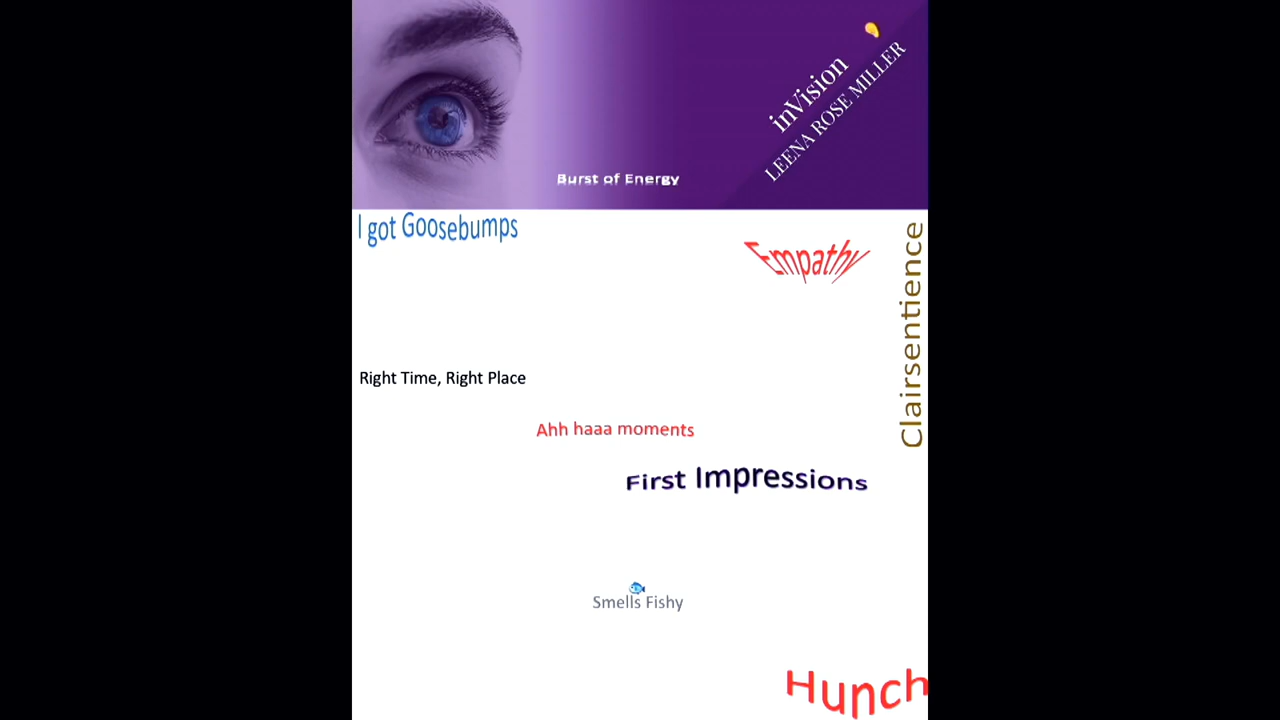 inVision
LEENA ROSE MILLER
Burst of Energy
I got Goosebumps
Empathy
Clairsentience
Right Time, Right Place
Ahh haaa moments
First Impressions
Smells Fishy
Hunch